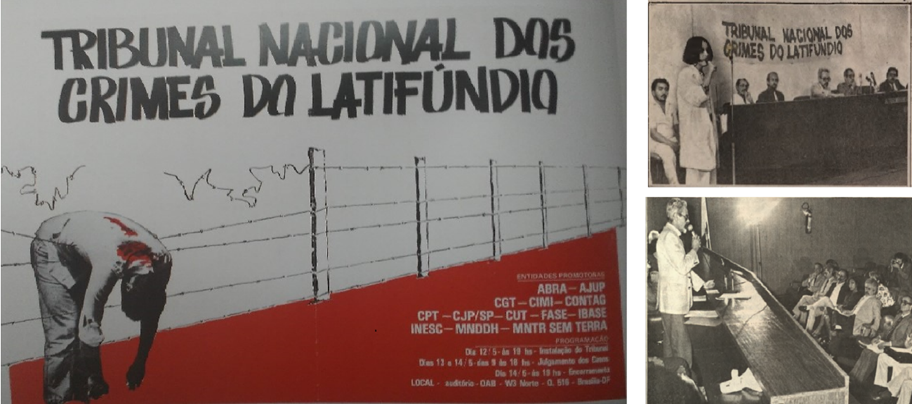 TRIBUNAL NACIONAL DOS
CRIMES DO LATIFÚNDIO
ENTIDADES PROMOTORAS
ABRA – AJUP
CGT – CIMI – CONTAG
CPT – CJP/SP – CUT – FASE – IBASE
INESC – MNDDH – MNTR SEM TERRA
PROGRAMAÇÃO
Dia 12/5 - às 19 hs - Instalação do Tribunal
Dias 13 e 14/5 - das 9 às 18 hs - Julgamento dos Casos
Dia 14/5 - às 19 hs - Encerramento
LOCAL - auditório - OAB - W3 Norte - Q. 516 - Brasília-DF
TRIBUNAL NACIONAL DOS
CRIMES DO LATIFÚNDIO